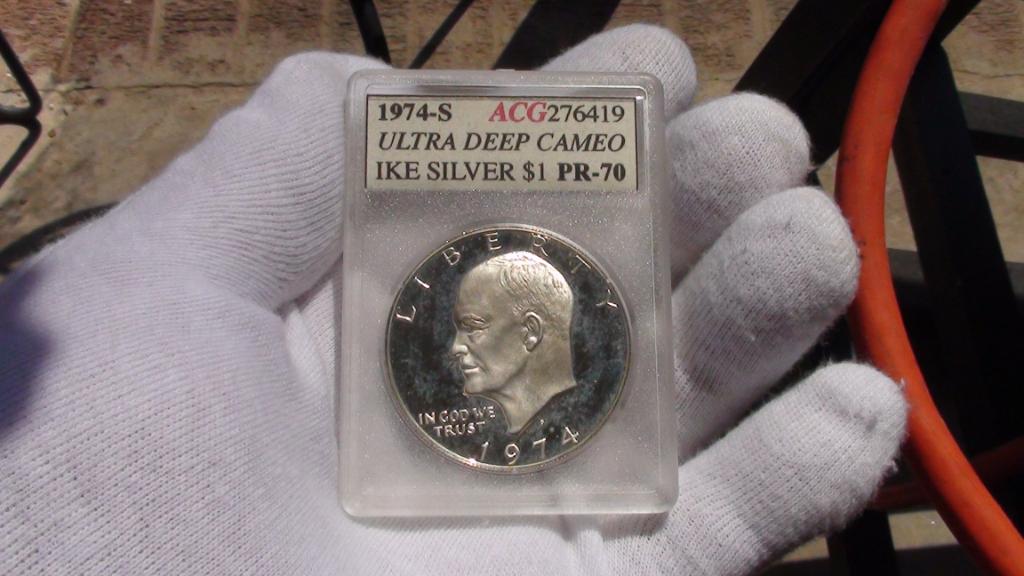 1974-S ACG276419
ULTRA DEEP CAMEO
IKE SILVER $1 PR-70
LIBERTY
IN GOD WE
TRUST
1974